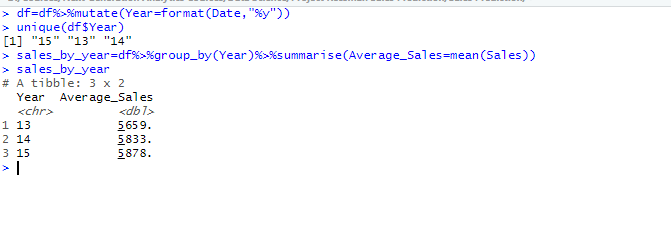 > df=df%>%mutate(Year=format(Date,"%y"))
> unique(df$Year)
[1] "15" "13" "14"
> sales_by_year=df%>%group_by(Year)%>%summarise(Average_Sales=mean(Sales))
> sales_by_year
# A tibble: 3 x 2
Year Average_Sales
<chr> <dbl>
1 13 5659.
2 14 5833.
3 15 5878.
>